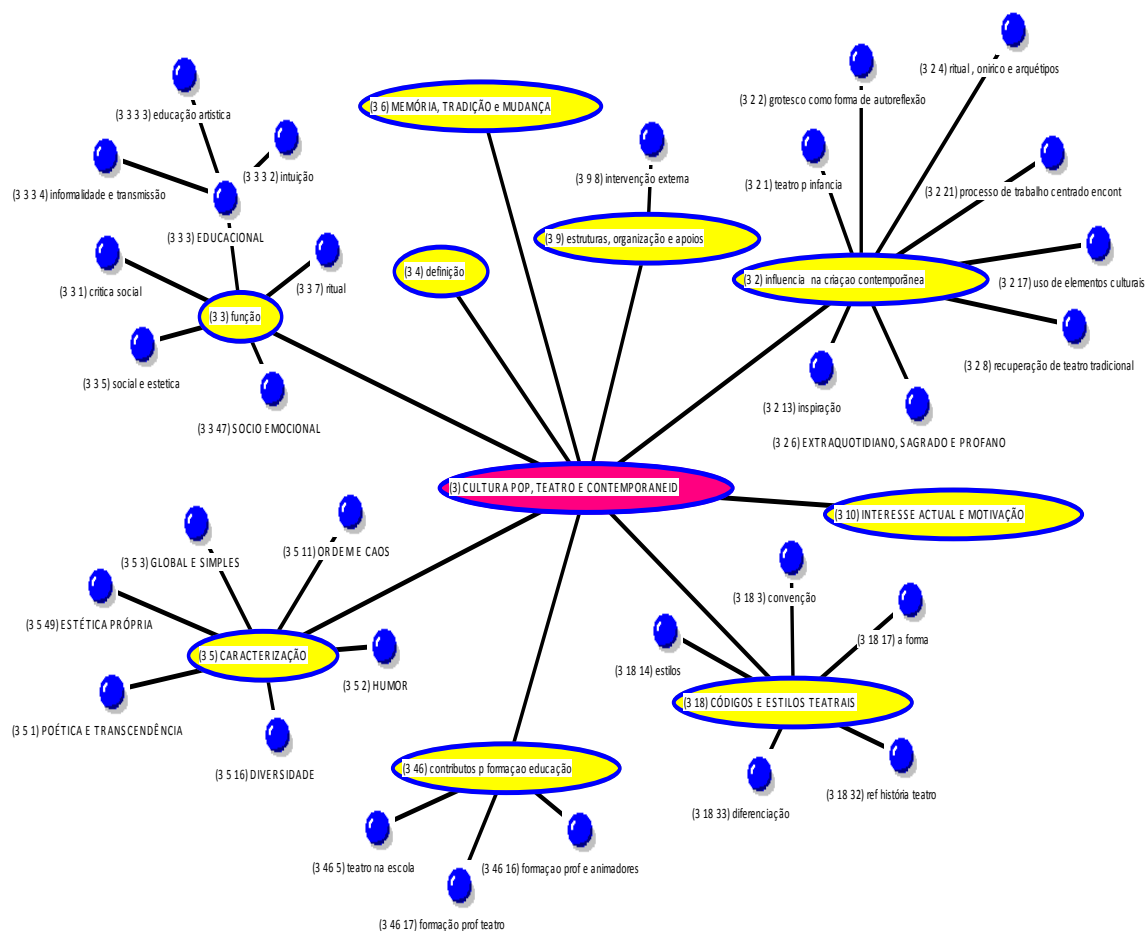 (3 2 4) ritual , onirico e arquétipos
(3 2 2) grotesco como forma de autoreflexão
(3 6) MEMÓRIA, TRADIÇÃO e MUDANÇA
(3 3 3 3) educação artistica
(3 3 3 2) intuição
(3 3 3 4) informalidade e transmissão
(3 9 8) intervenção externa
(3 2 1) teatro p infancia
(3 2 21) processo de trabalho centrado encont
(3 3 3) EDUCACIONAL
(3 9) estruturas, organização e apoios
(3 4) definição
(3 2) influencia na criaçao contemporânea
(3 2 17) uso de elementos culturais
(3 3 1) critica social
(3 3 7) ritual
(3 3) função
(3 3 5) social e estetica
(3 2 8) recuperação de teatro tradicional
(3 2 13) inspiração
(3 3 47) SOCIO EMOCIONAL
(3 2 6) EXTRAQUOTIDIANO, SAGRADO E PROFANO
(3) CULTURA POP, TEATRO E CONTEMPORANEID
(3 10) INTERESSE ACTUAL E MOTIVAÇÃO
(3 5 11) ORDEM E CAOS
(3 5 3) GLOBAL E SIMPLES
(3 5 49) ESTÉTICA PRÓPRIA
(3 18 3) convenção
(3 18 17) a forma
(3 5) CARACTERIZAÇÃO
(3 18 14) estilos
(3 5 2) HUMOR
(3 18) CÓDIGOS E ESTILOS TEATRAIS
(3 5 1) POÉTICA E TRANSCENDÊNCIA
(3 5 16) DIVERSIDADE
(3 46) contributos p formaçao educação
(3 18 32) ref história teatro
(3 18 33) diferenciação
(3 46 5) teatro na escola
(3 46 16) formaçao prof e animadores
(3 46 17) formação prof teatro